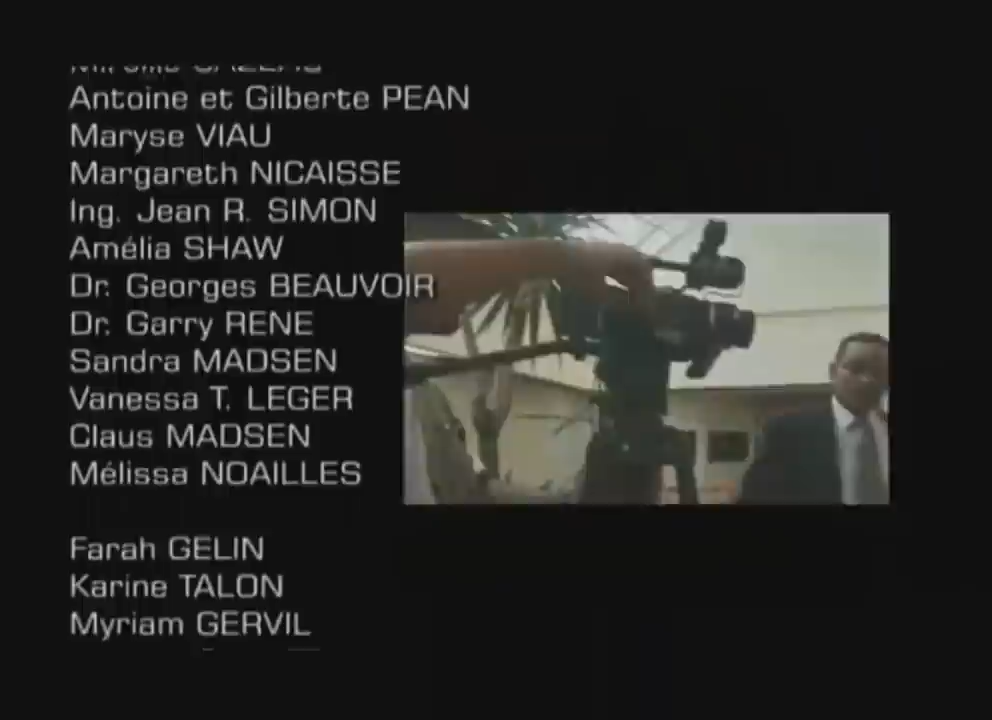 Antoine et Gilberte PEAN
Maryse VIAU
Margareth NICAISSE
Ing. Jean R. SIMON
Amélia SHAW
Dr. Georges BEAUVOIR
Dr. Garry RENE
Sandra MADSEN
Vanessa T. LEGER
Claus MADSEN
Mélissa NOAILLES
Farah GELIN
Karine TALON
Myriam GERVIL